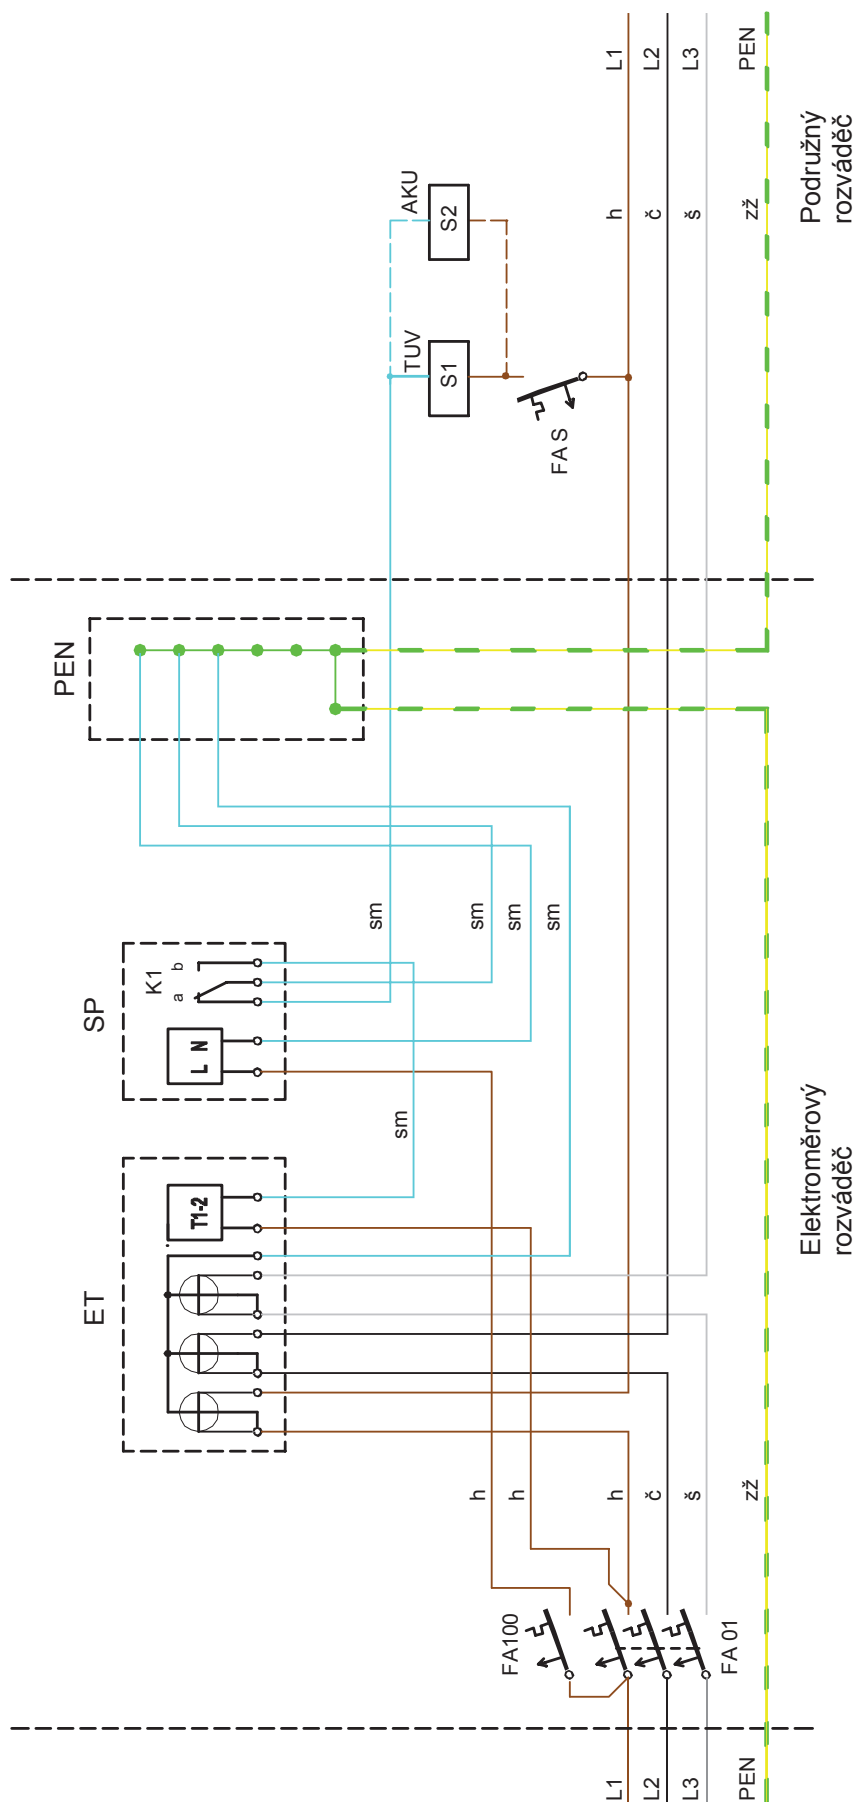 L1
L2
L3
PEN
h
č
š
zž
Podružný
rozváděč
AKU
S2
TUV
S1
FA S
PEN
sm
sm
sm
sm
SP
K1
a
b
L N
sm
ET
T1-2
Elektroměrový
rozváděč
h
h
h
č
š
zž
FA100
FA 01
L1
L2
L3
PEN